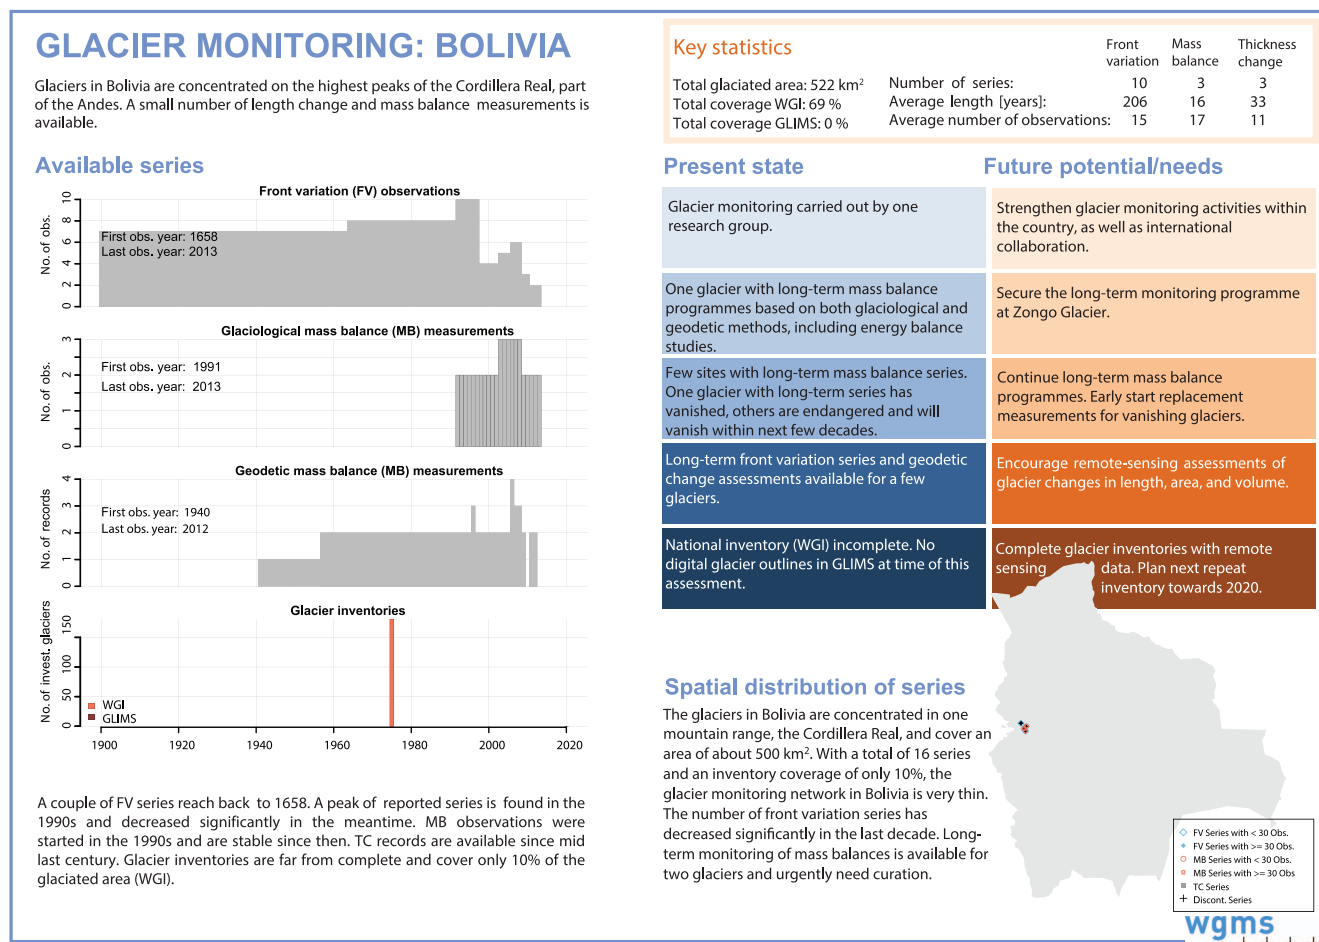 GLACIER MONITORING: BOLIVIA
Glaciers in Bolivia are concentrated on the highest peaks of the Cordillera Real, part
of the Andes. A small number of length change and mass balance measurements is
available.
Key statistics
Total glaciated area: 522 km²
Total coverage WGI: 69 %
Total coverage GLIMS: 0 %
Front Mass Thickness
variation balance change
Number of series: 10 3 3
Average length [years]: 206 16 33
Average number of observations: 15 17 11
Available series
Front variation (FV) observations
No. of obs.
10
8
6
4
2
0
First obs. year: 1658
Last obs. year: 2013
Glaciological mass balance (MB) measurements
No. of obs.
3
2
1
0
First obs. year: 1991
Last obs. year: 2013
Geodetic mass balance (MB) measurements
No. of records
4
3
2
1
0
First obs. year: 1940
Last obs. year: 2012
Glacier inventories
No. of invest. glaciers
150
100
50
0
WGI
GLIMS
1900 1920 1940 1960 1980 2000 2020
A couple of FV series reach back to 1658. A peak of reported series is found in the
1990s and decreased significantly in the meantime. MB observations were
started in the 1990s and are stable since then. TC records are available since mid
last century. Glacier inventories are far from complete and cover only 10% of the
glaciated area (WGI).
Present state
Glacier monitoring carried out by one
research group.
One glacier with long-term mass balance
programmes based on both glaciological and
geodetic methods, including energy balance
studies.
Few sites with long-term mass balance series.
One glacier with long-term series has
vanished, others are endangered and will
vanish within next few decades.
Long-term front variation series and geodetic
change assessments available for a few
glaciers.
National inventory (WGI) incomplete. No
digital glacier outlines in GLIMS at time of this
assessment.
Future potential/needs
Strengthen glacier monitoring activities within
the country, as well as international
collaboration.
Secure the long-term monitoring programme
at Zongo Glacier.
Continue long-term mass balance
programmes. Early start replacement
measurements for vanishing glaciers.
Encourage remote-sensing assessments of
glacier changes in length, area, and volume.
Complete glacier inventories with remote
sensing data. Plan next repeat
inventory towards 2020.
Spatial distribution of series
The glaciers in Bolivia are concentrated in one
mountain range, the Cordillera Real, and cover an
area of about 500 km². With a total of 16 series
and an inventory coverage of only 10%, the
glacier monitoring network in Bolivia is very thin.
The number of front variation series has
decreased significantly in the last decade. Long-
term monitoring of mass balances is available for
two glaciers and urgently need curation.
FV Series with < 30 Obs.
FV Series with >= 30 Obs.
MB Series with < 30 Obs.
MB Series with >= 30 Obs
TC Series
Discont. Series
wgms